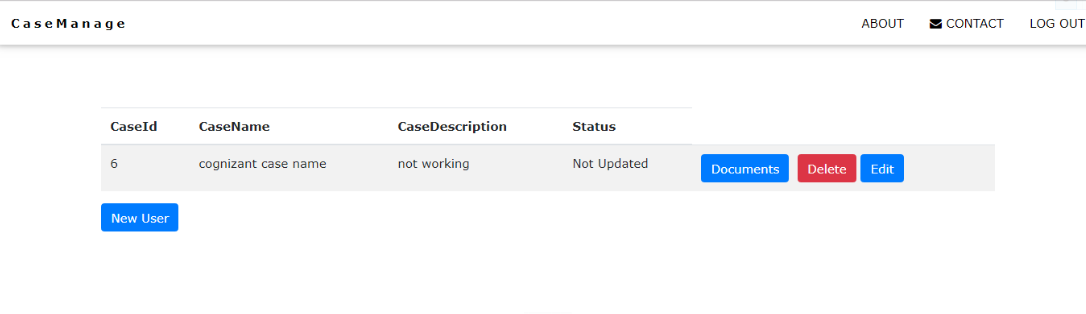 CaseManage ABOUT CONTACT LOG OUT
CaseId CaseName CaseDescription Status
6 cognizant case name not working Not Updated Documents Delete Edit
New User